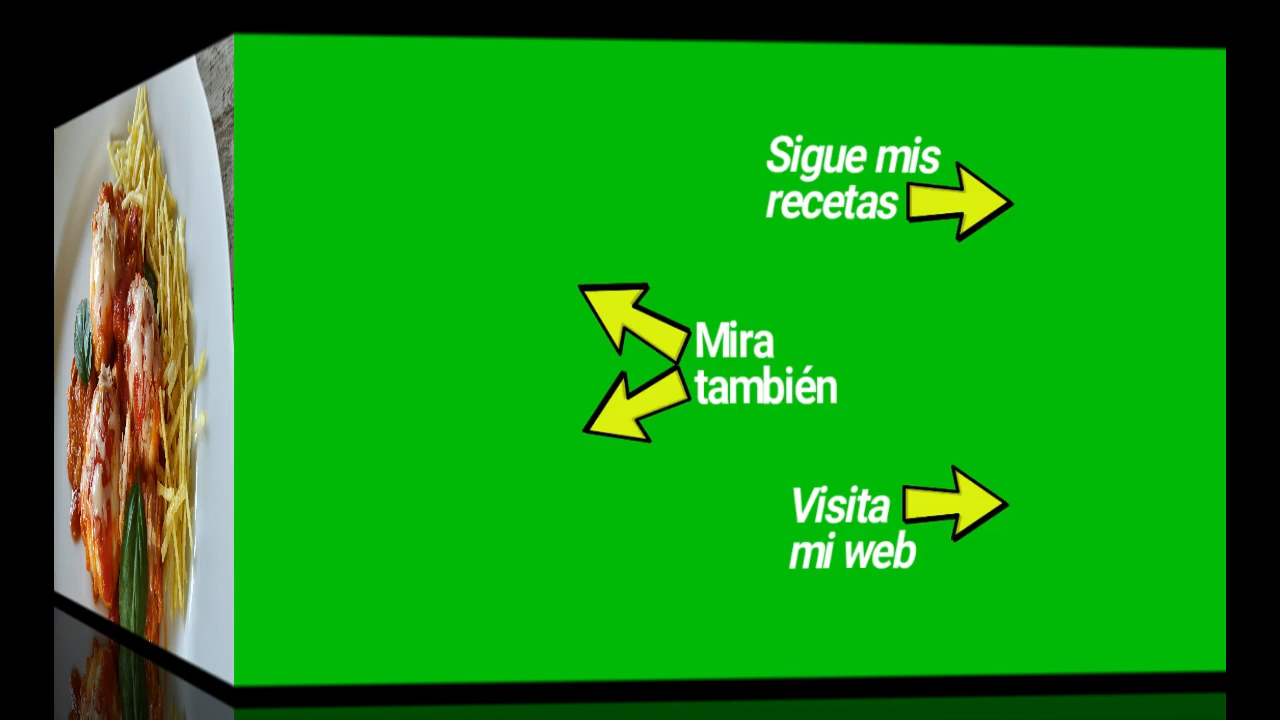 Sigue mis
recetas
Mira
también
Visita
mi web